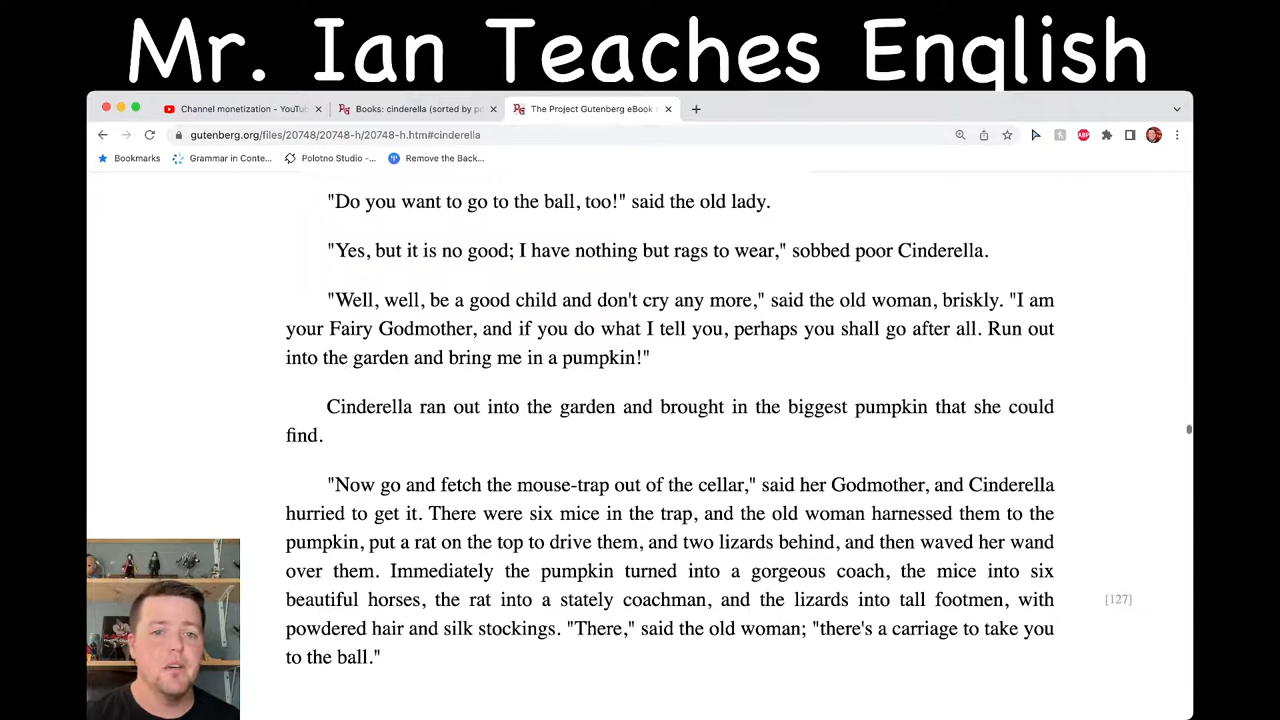 Mr. Ian Teaches English
Channel monetization - YouTu
Books: cinderella (sorted by po
The Project Gutenberg eBook o
gutenberg.org/files/20748/20748-h/20748-h.htm#cinderella
Bookmarks
Grammar in Conte...
Polotno Studio -...
Remove the Back...
"Do you want to go to the ball, too!" said the old lady.
"Yes, but it is no good; I have nothing but rags to wear," sobbed poor Cinderella.
"Well, well, be a good child and don't cry any more," said the old woman, briskly. "I am
your Fairy Godmother, and if you do what I tell you, perhaps you shall go after all. Run out
into the garden and bring me in a pumpkin!"
Cinderella ran out into the garden and brought in the biggest pumpkin that she could
find.
"Now go and fetch the mouse-trap out of the cellar," said her Godmother, and Cinderella
hurried to get it. There were six mice in the trap, and the old woman harnessed them to the
pumpkin, put a rat on the top to drive them, and two lizards behind, and then waved her wand
over them. Immediately the pumpkin turned into a gorgeous coach, the mice into six
beautiful horses, the rat into a stately coachman, and the lizards into tall footmen, with
[127]
powdered hair and silk stockings. "There," said the old woman; "there's a carriage to take you
to the ball."